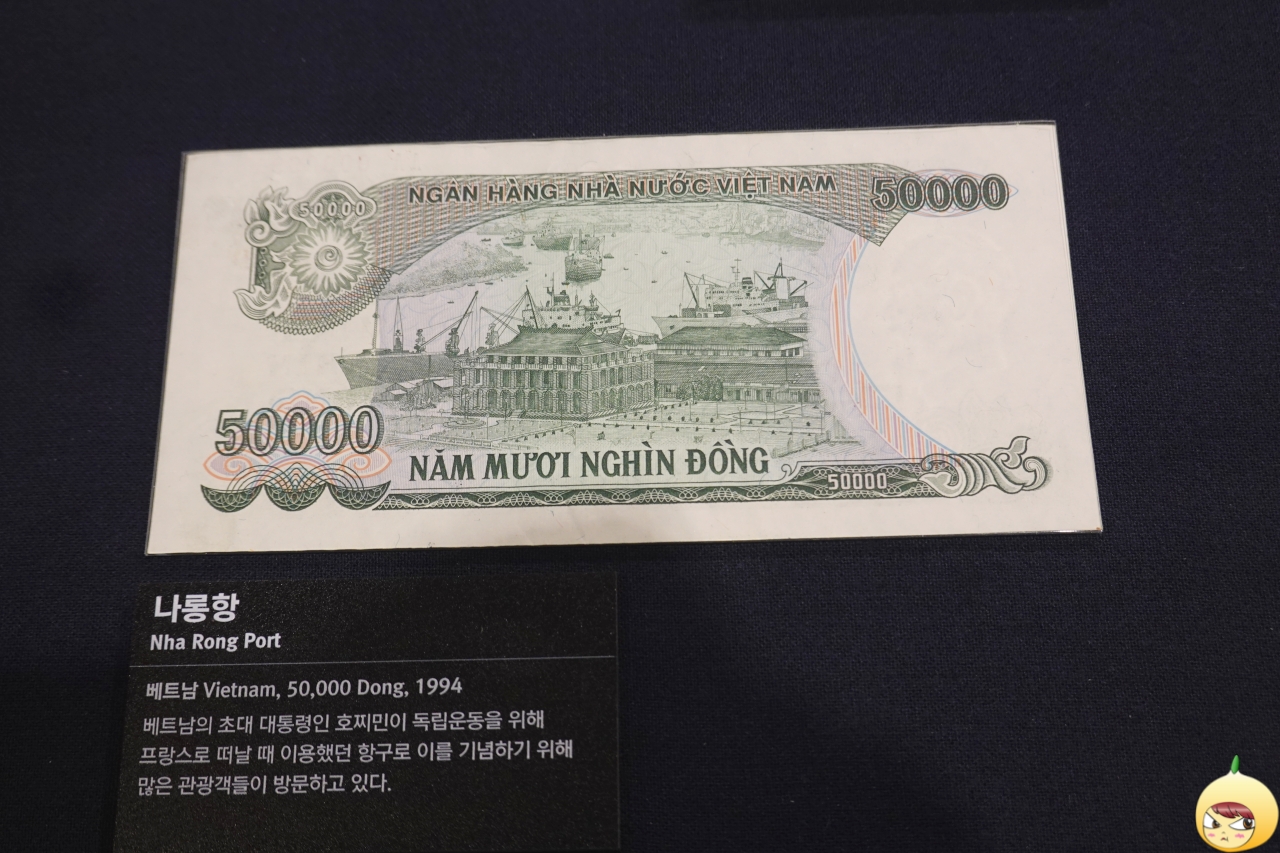 50000
NGÂN HÀNG NHÀ NƯỚC VIỆT NAM
50000
50000
NĂM MƯƠI NGHÌN ĐỒNG
50000
나롱항
Nha Rong Port
베트남 Vietnam, 50,000 Dong, 1994
베트남의 초대 대통령인 호찌민이 독립운동을 위해
프랑스로 떠날 때 이용했던 항구로 이를 기념하기 위해
많은 관광객들이 방문하고 있다.